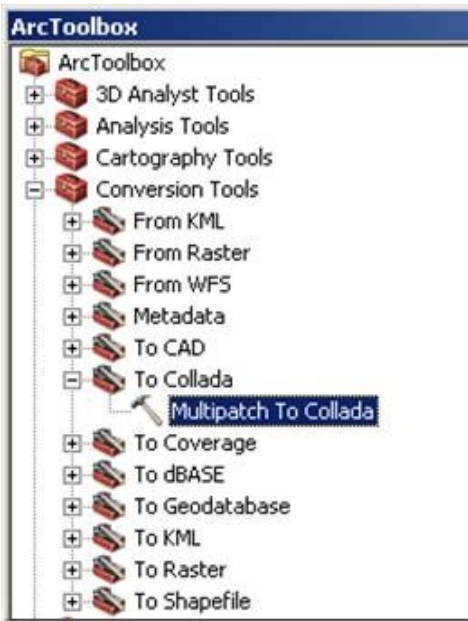 ArcToolbox
ArcToolbox
3D Analyst Tools
Analysis Tools
Cartography Tools
Conversion Tools
From KML
From Raster
From WFS
Metadata
To CAD
To Collada
Multipatch To Collada
To Coverage
To dBASE
To Geodatabase
To KML
To Raster
To Shapefile